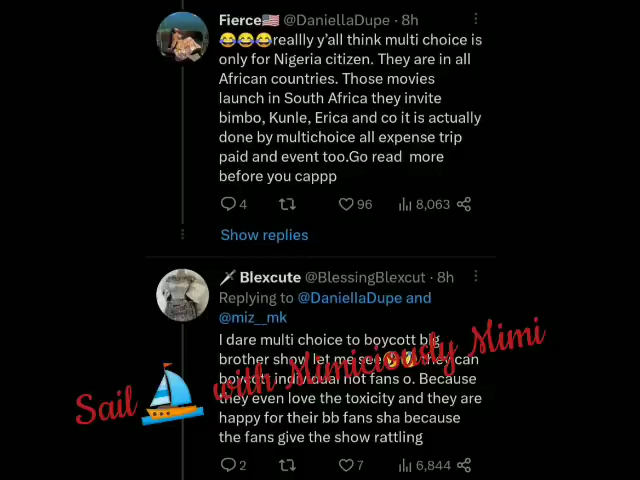 Fierce🇺🇸 @DaniellaDupe · 8h
😂😂😂reallly y’all think multi choice is
only for Nigeria citizen. They are in all
African countries. Those movies
launch in South Africa they invite
bimbo, Kunle, Erica and co it is actually
done by multichoice all expense trip
paid and event too.Go read more
before you cappp
4 96 8,063
Show replies
Blexcute @BlessingBlexcut · 8h
Replying to @DaniellaDupe and
@miz__mk
I dare multi choice to boycott big
brother show let me see🤣🤣 they can
boycott individual not fans o. Because
they even love the toxicity and they are
happy for their bb fans sha because
the fans give the show rattling
2 7 6,844
Sail ⛵ with Mimiciously Mimi